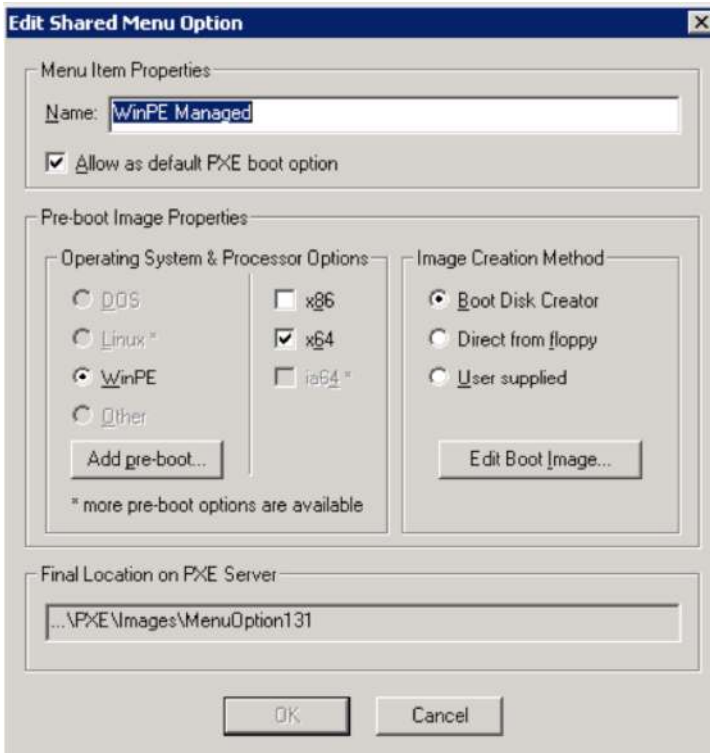 Edit Shared Menu Option
Menu Item Properties
Name: WinPE Managed
Allow as default PXE boot option
Pre-boot Image Properties
Operating System & Processor Options
DOS
x86
Linux *
x64
WinPE
ia64 *
Other
Add pre-boot...
* more pre-boot options are available
Image Creation Method
Boot Disk Creator
Direct from floppy
User supplied
Edit Boot Image...
Final Location on PXE Server
...\PXE\Images\MenuOption131
OK
Cancel